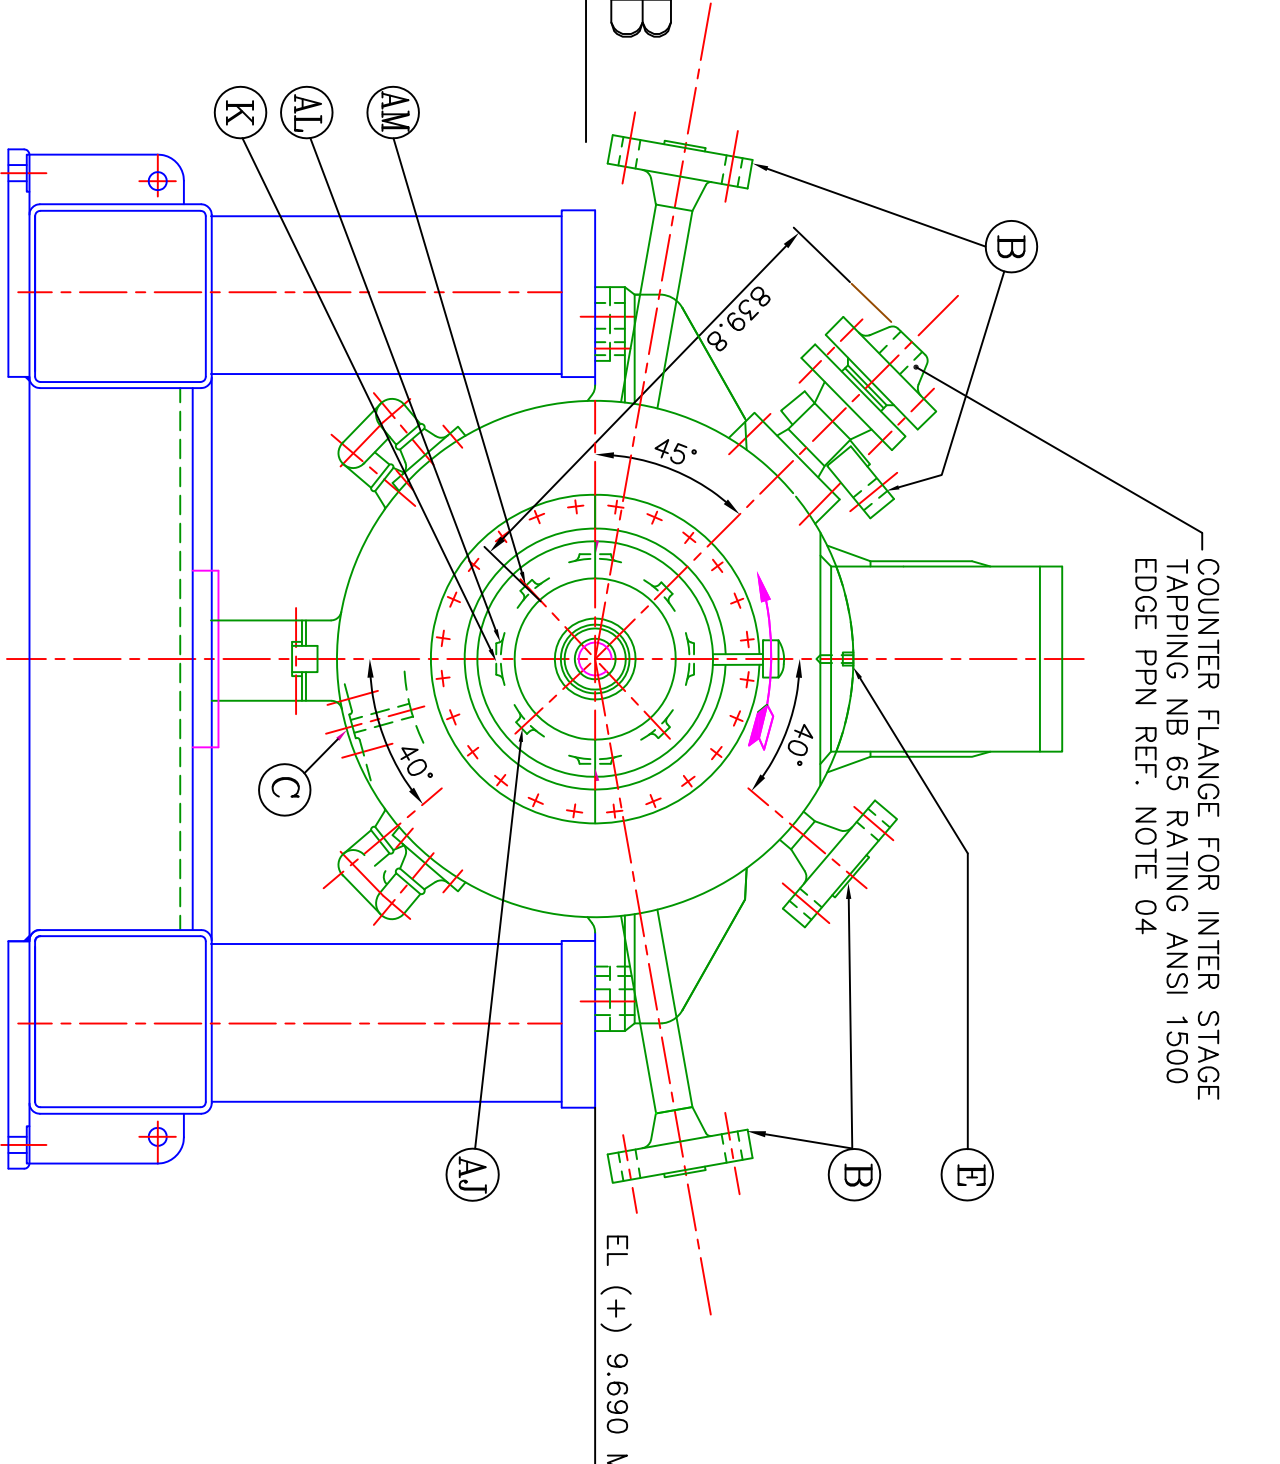 COUNTER FLANGE FOR INTER STAGE
TAPPING NB 65 RATING ANSI 1500
EDGE PPN REF. NOTE 04
B
E
B
B
839.8
45°
40°
40°
AM
AL
K
C
AJ
EL (+) 9.690